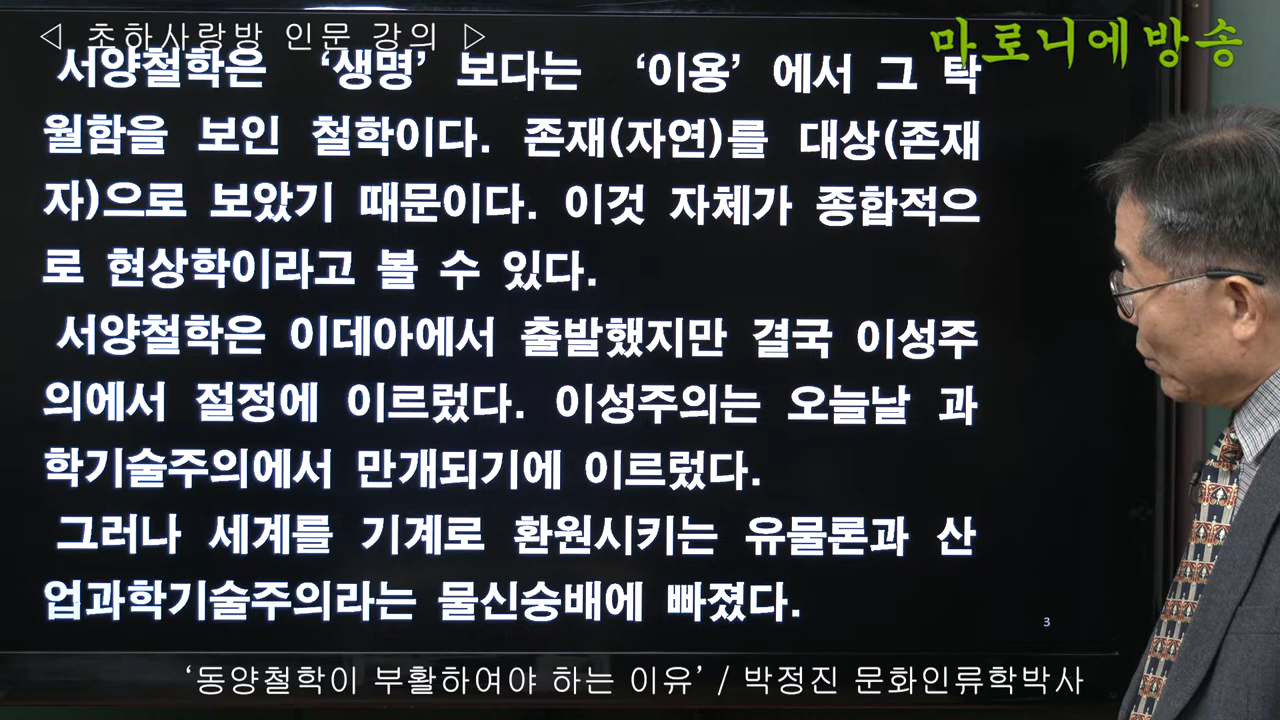 ◁ 초하사랑방 인문 강의 ▷
마로니에방송
서양철학은 ‘생명’ 보다는 ‘이용’ 에서 그 탁
월함을 보인 철학이다. 존재(자연)를 대상(존재
자)으로 보았기 때문이다. 이것 자체가 종합적으
로 현상학이라고 볼 수 있다.
서양철학은 이데아에서 출발했지만 결국 이성주
의에서 절정에 이르렀다. 이성주의는 오늘날 과
학기술주의에서 만개되기에 이르렀다.
그러나 세계를 기계로 환원시키는 유물론과 산
업과학기술주의라는 물신숭배에 빠졌다.
3
‘동양철학이 부활하여야 하는 이유’ / 박정진 문화인류학박사